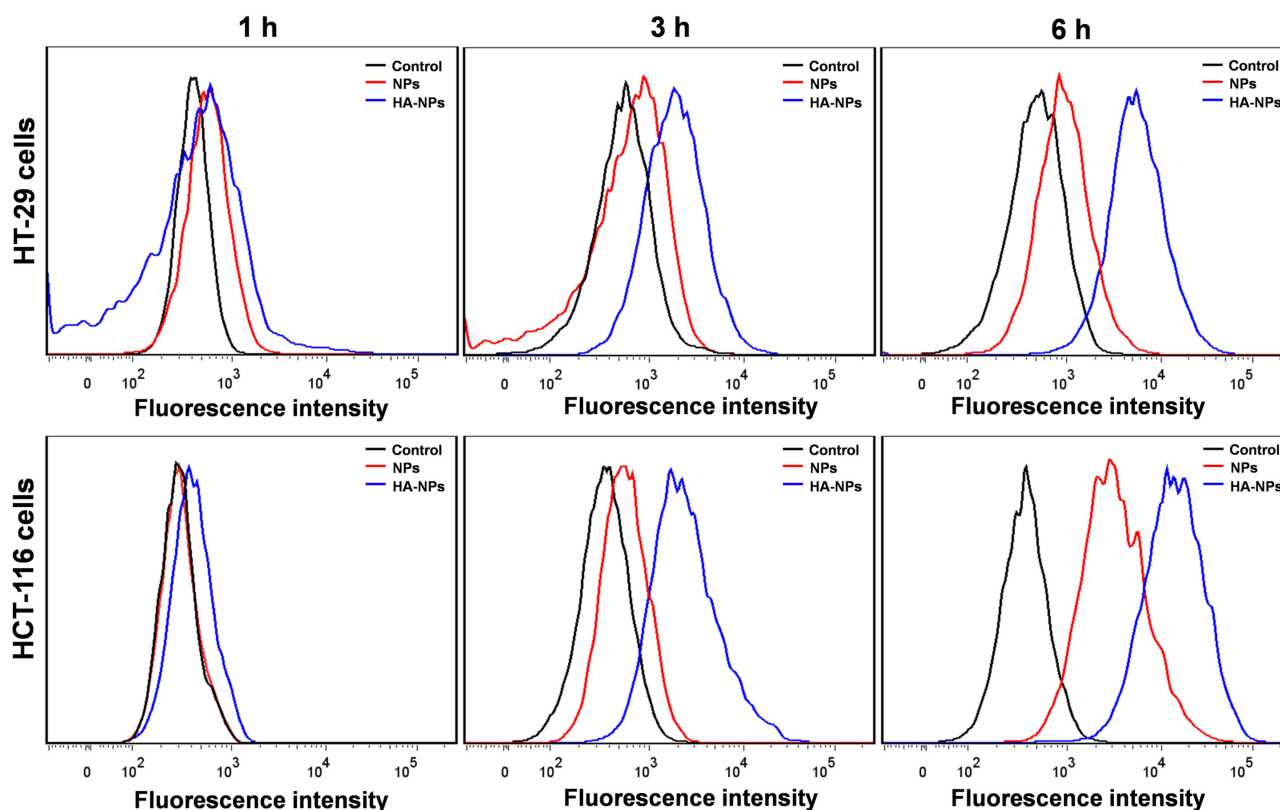 1 h
3 h
6 h
HT-29 cells
Control
NPs
HA-NPs
Control
NPs
HA-NPs
Control
NPs
HA-NPs
0 10² 10³ 10⁴ 10⁵
0 10² 10³ 10⁴ 10⁵
0 10² 10³ 10⁴ 10⁵
Fluorescence intensity
Fluorescence intensity
Fluorescence intensity
HCT-116 cells
Control
NPs
HA-NPs
Control
NPs
HA-NPs
Control
NPs
HA-NPs
0 10² 10³ 10⁴ 10⁵
0 10² 10³ 10⁴ 10⁵
0 10² 10³ 10⁴ 10⁵
Fluorescence intensity
Fluorescence intensity
Fluorescence intensity